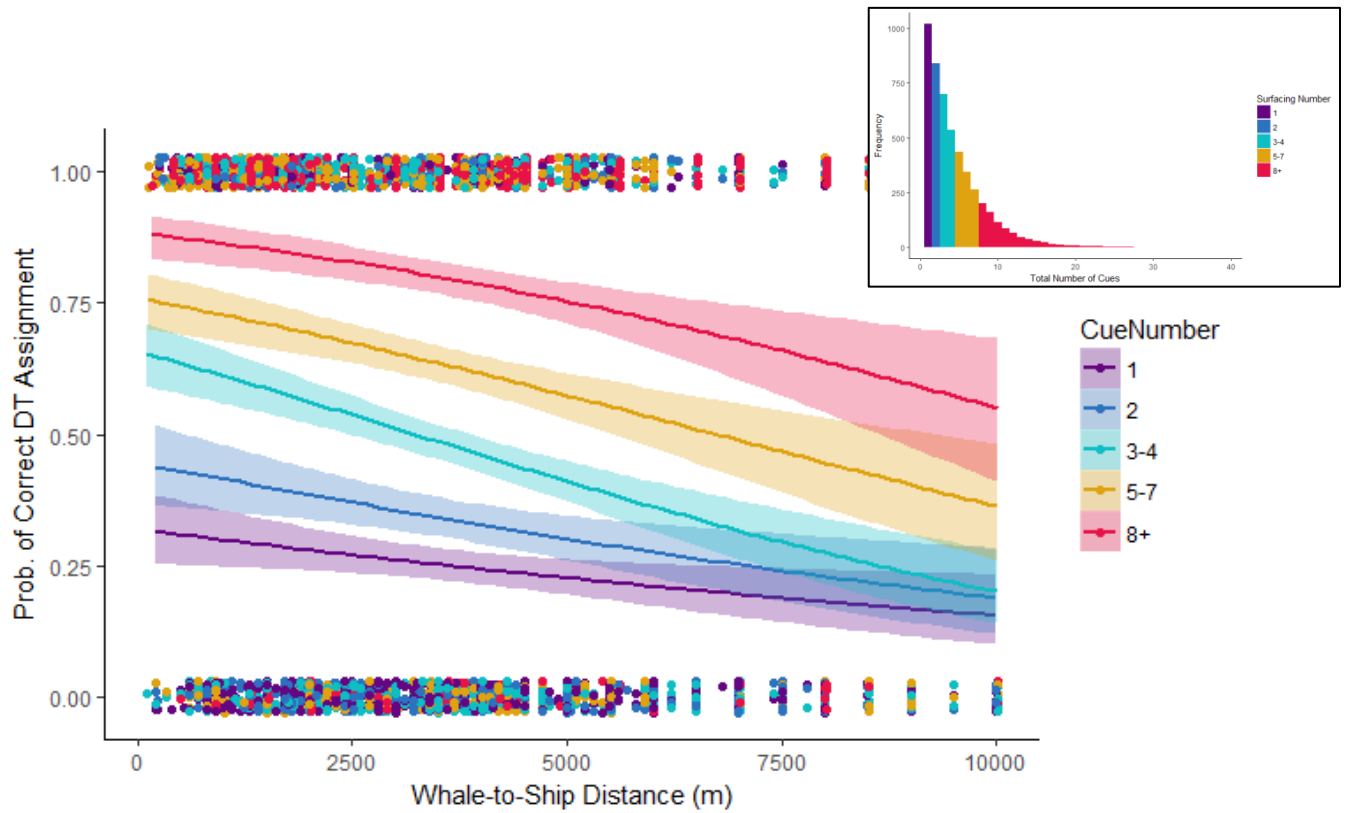 1000
750
500
250
0
Frequency
0 10 20 30 40
Total Number of Cues
Surfacing Number
1
2
3-4
5-7
8+
Prob. of Correct DT Assignment
1.00
0.75
0.50
0.25
0.00
0 2500 5000 7500 10000
Whale-to-Ship Distance (m)
CueNumber
1
2
3-4
5-7
8+